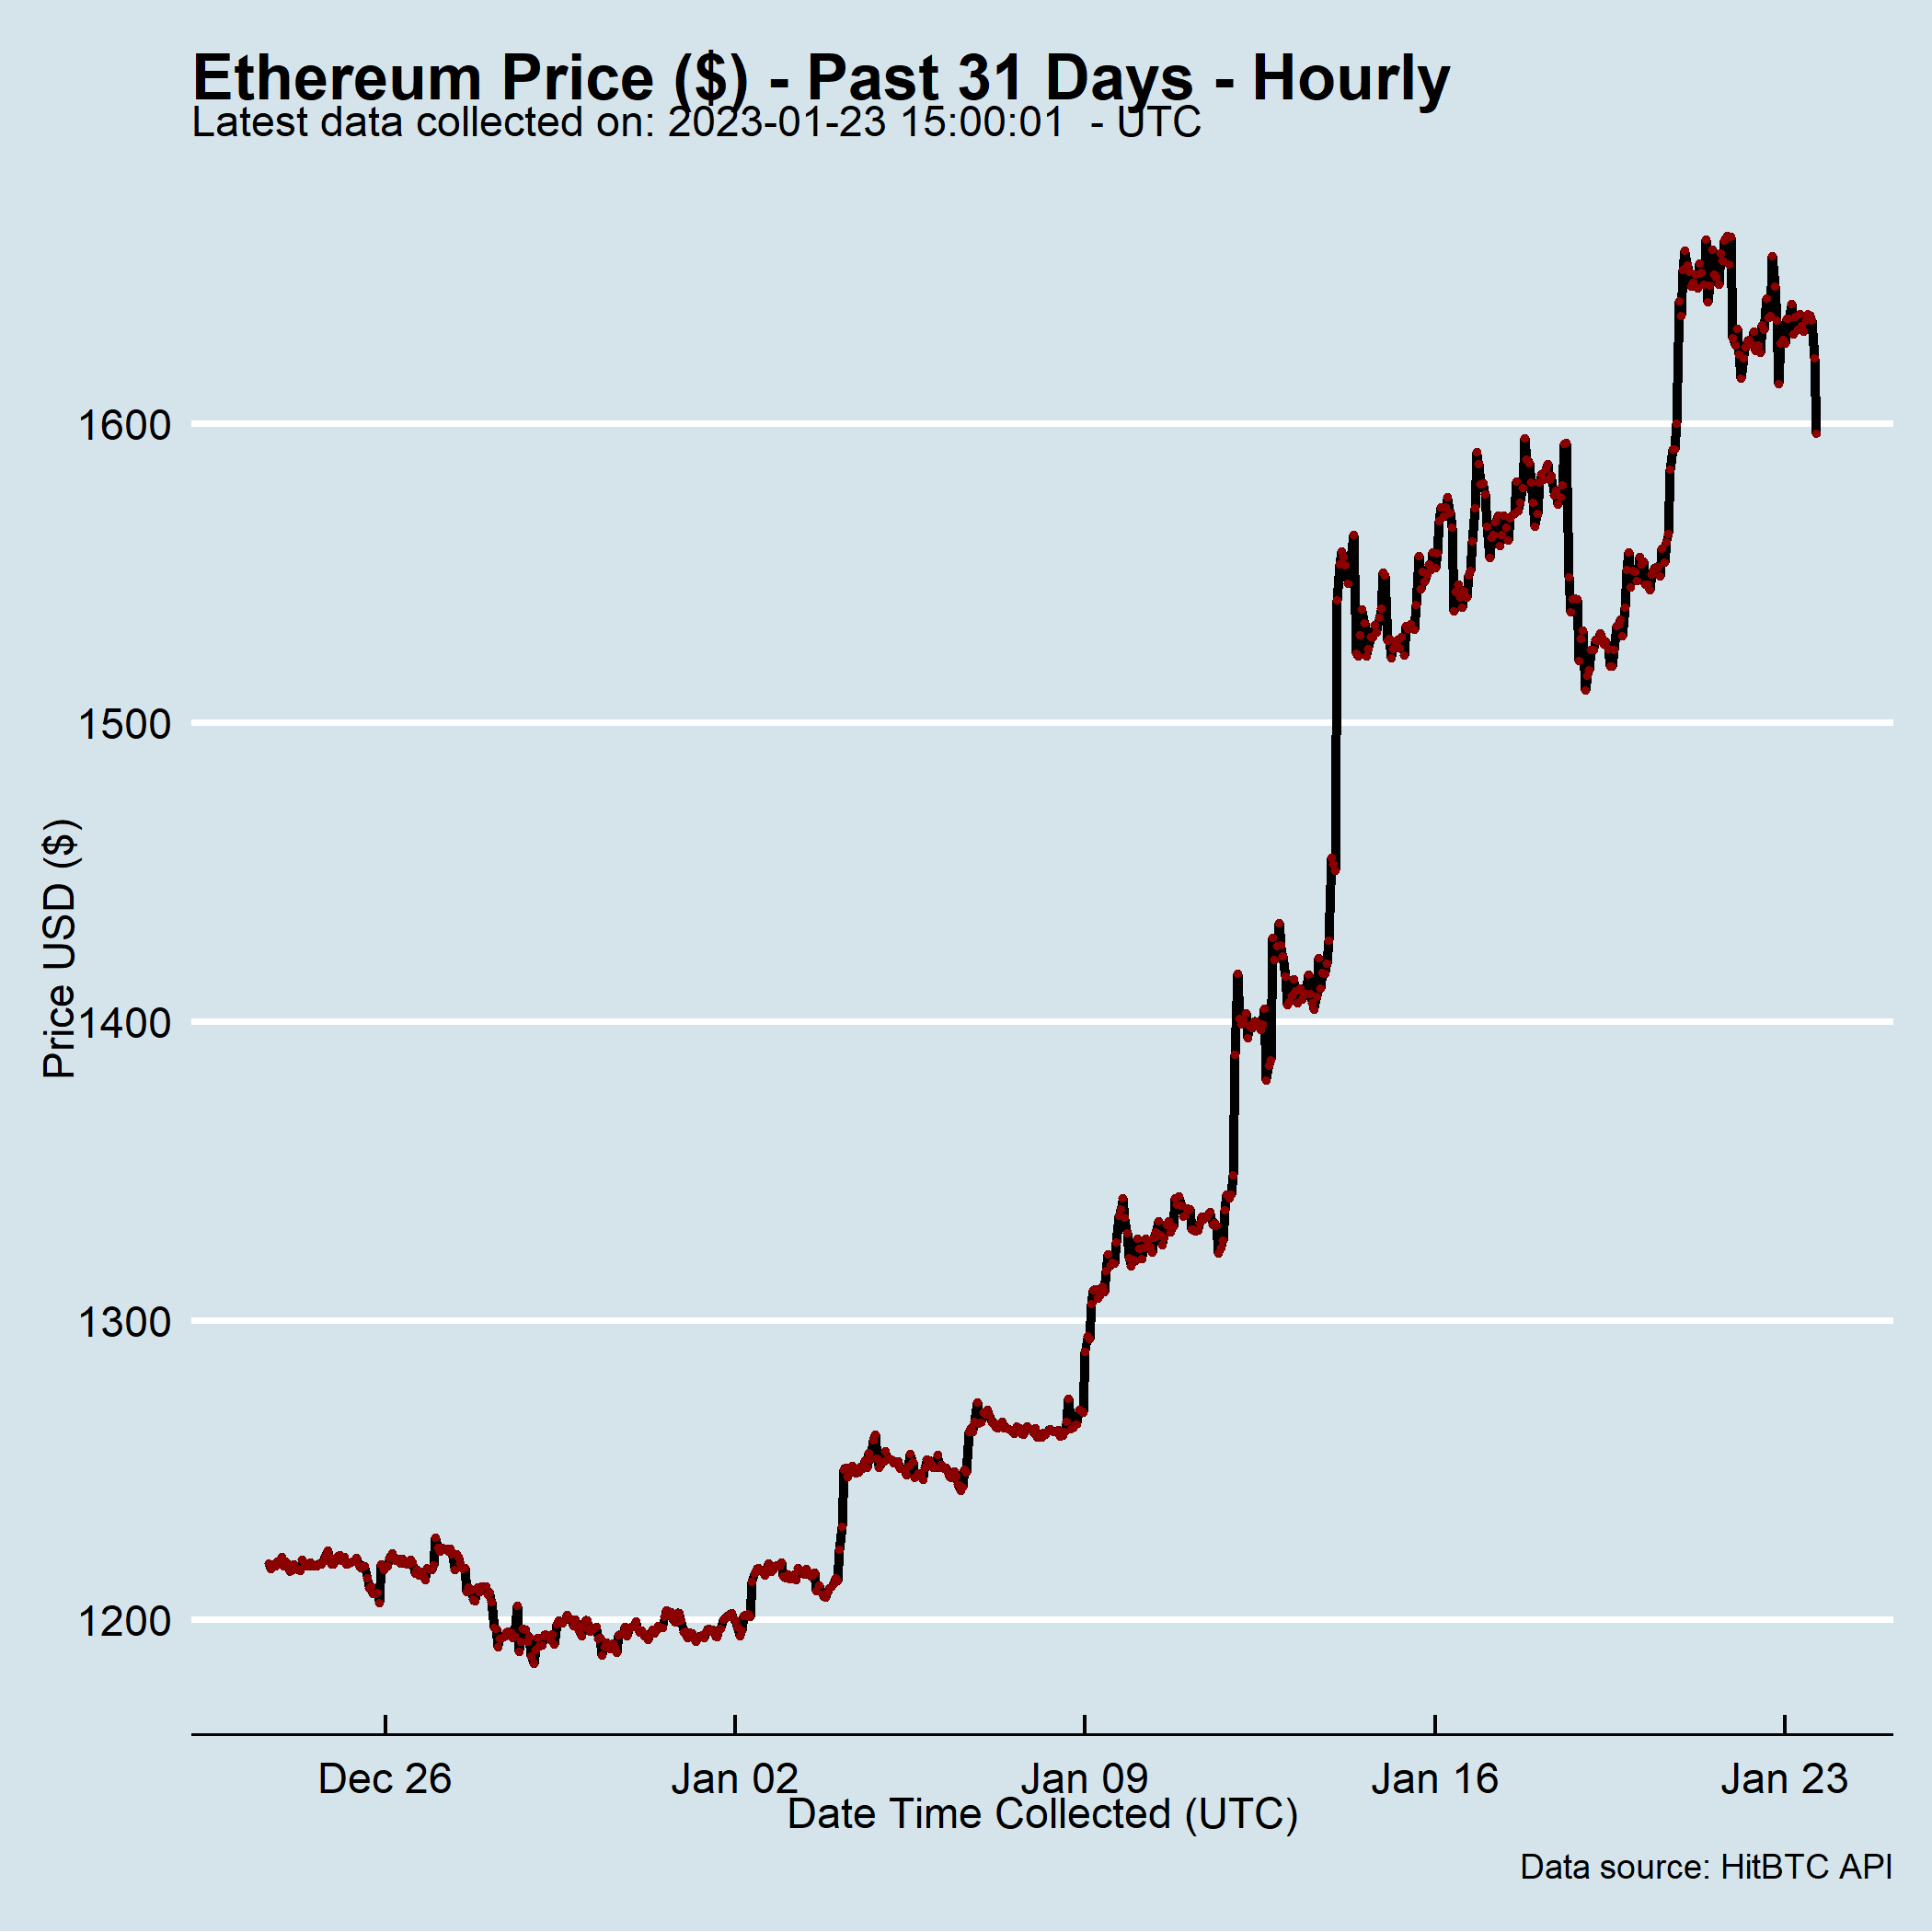 Ethereum Price ($) - Past 31 Days - Hourly
Latest data collected on: 2023-01-23 15:00:01  - UTC
Price USD ($)
1600
1500
1400
1300
1200
Dec 26
Jan 02
Jan 09
Jan 16
Jan 23
Date Time Collected (UTC)
Data source: HitBTC API